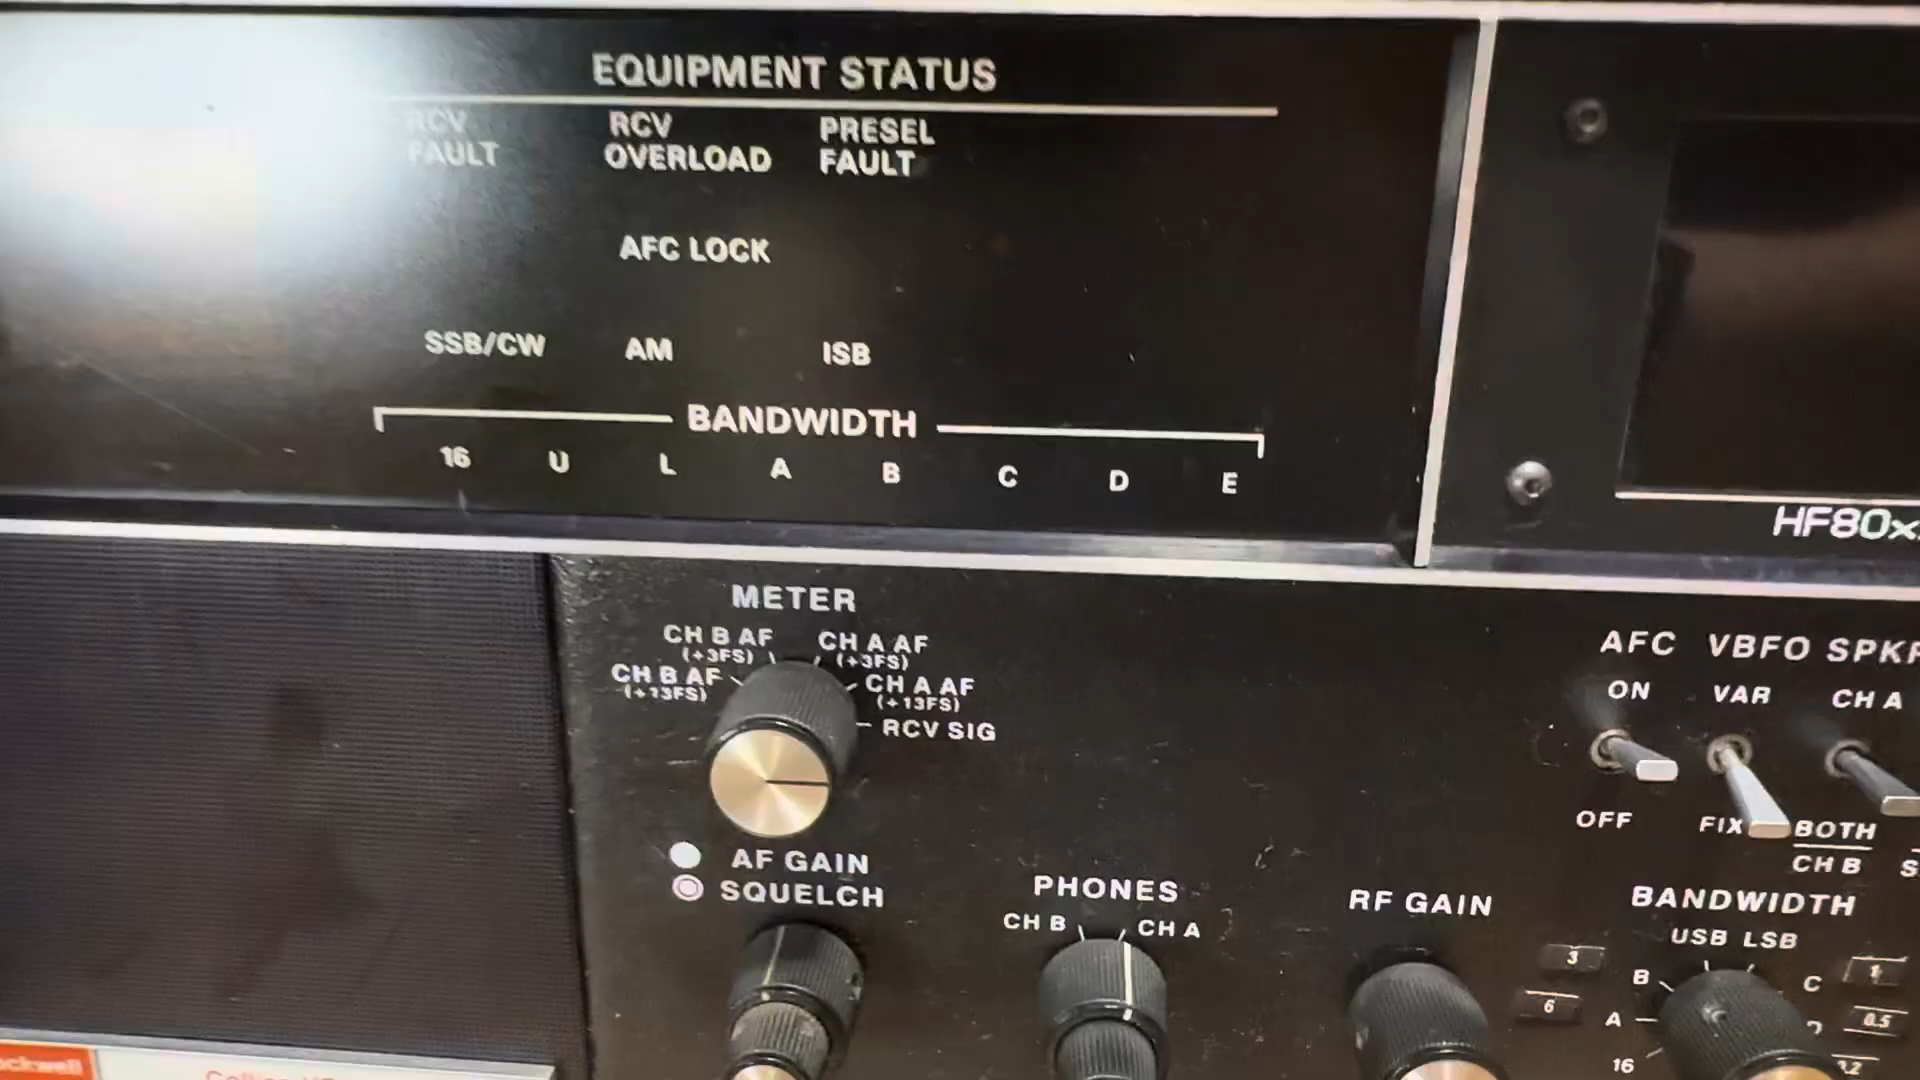 EQUIPMENT STATUS
RCV FAULT
RCV OVERLOAD
PRESEL FAULT
AFC LOCK
SSB/CW AM ISB
BANDWIDTH
16 U L A B C D E
METER
CH B AF CH A AF
(+3FS) (+3FS)
CH B AF CH A AF
(+13FS) (+13FS)
RCV SIG
AF GAIN
SQUELCH
PHONES
CH B CH A
RF GAIN
AFC VBFO
ON VAR CH A
OFF FIX BOTH
CH B
BANDWIDTH
USB LSB
3 B C 1
6 A 0.5
16